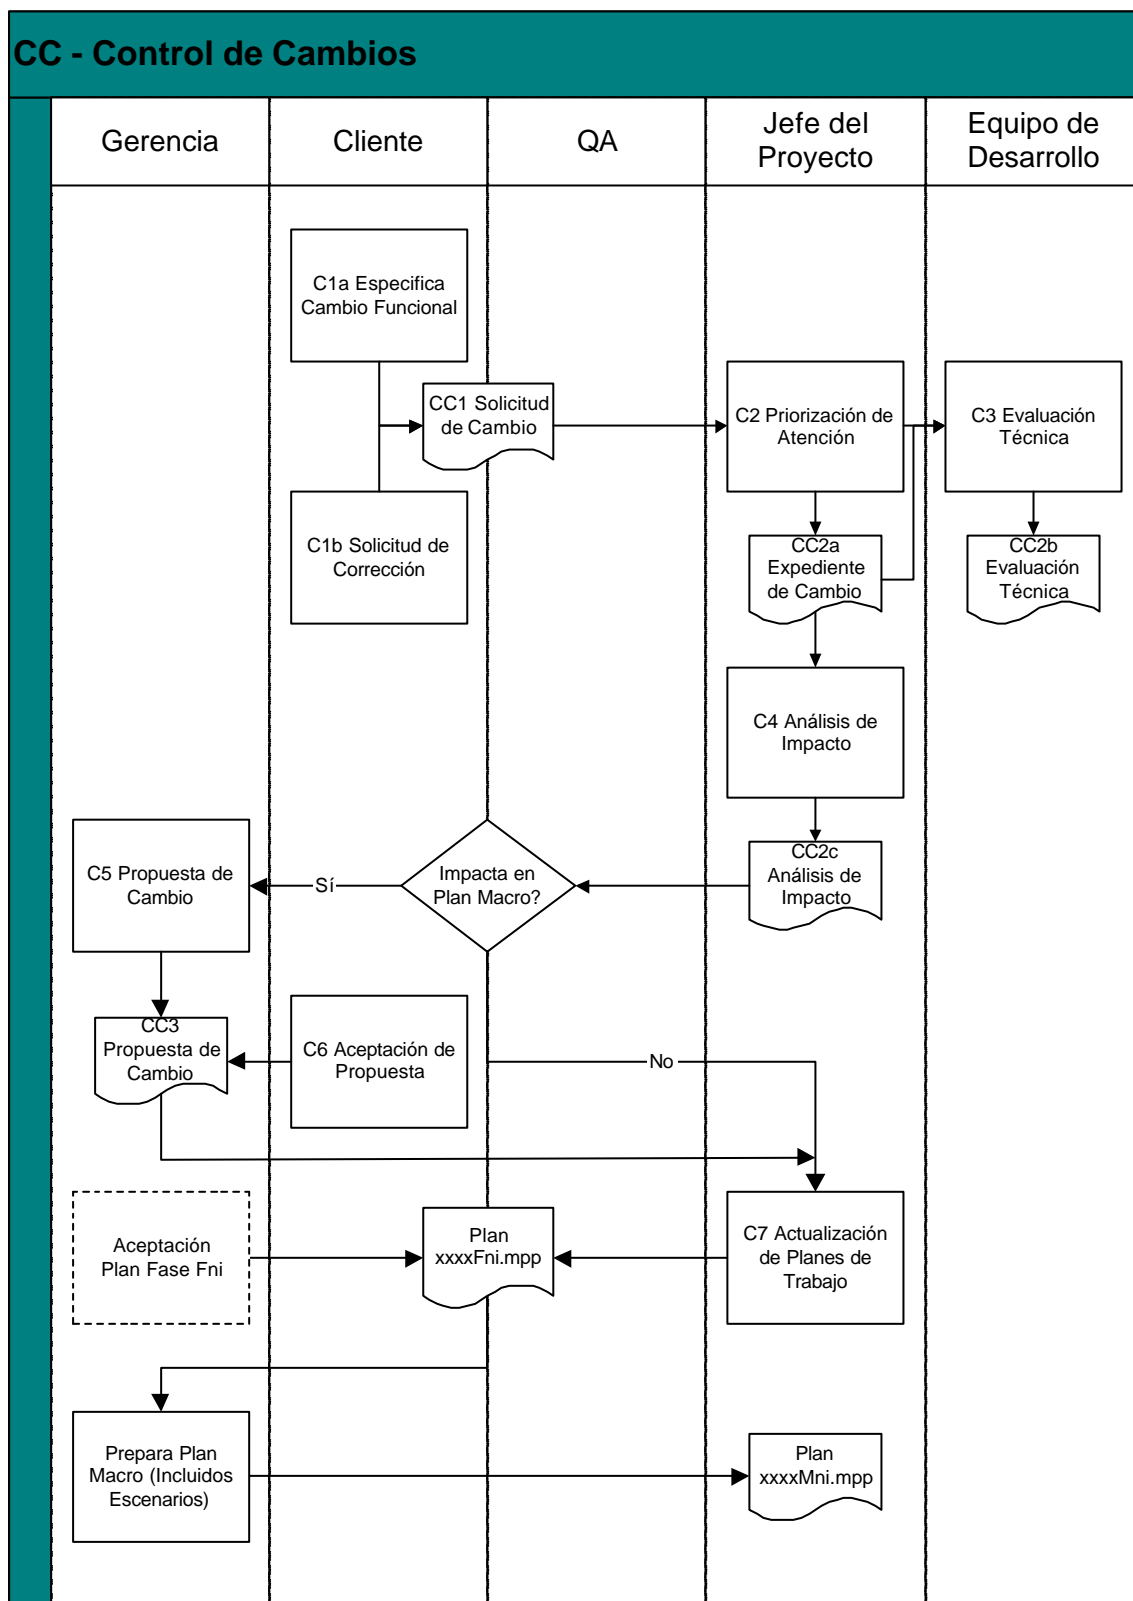 CC - Control de Cambios
Gerencia
Cliente
QA
Jefe del
Proyecto
Equipo de
Desarrollo
C1a Especifica
Cambio Funcional
CC1 Solicitud
de Cambio
C2 Priorización de
Atención
C3 Evaluación
Técnica
C1b Solicitud de
Corrección
CC2a
Expediente
de Cambio
CC2b
Evaluación
Técnica
C4 Análisis de
Impacto
C5 Propuesta de
Cambio
Sí
Impacta en
Plan Macro?
CC2c
Análisis de
Impacto
CC3
Propuesta de
Cambio
C6 Aceptación de
Propuesta
No
Aceptación
Plan Fase Fni
Plan
xxxxFni.mpp
C7 Actualización
de Planes de
Trabajo
Prepara Plan
Macro (Incluidos
Escenarios)
Plan
xxxxMni.mpp